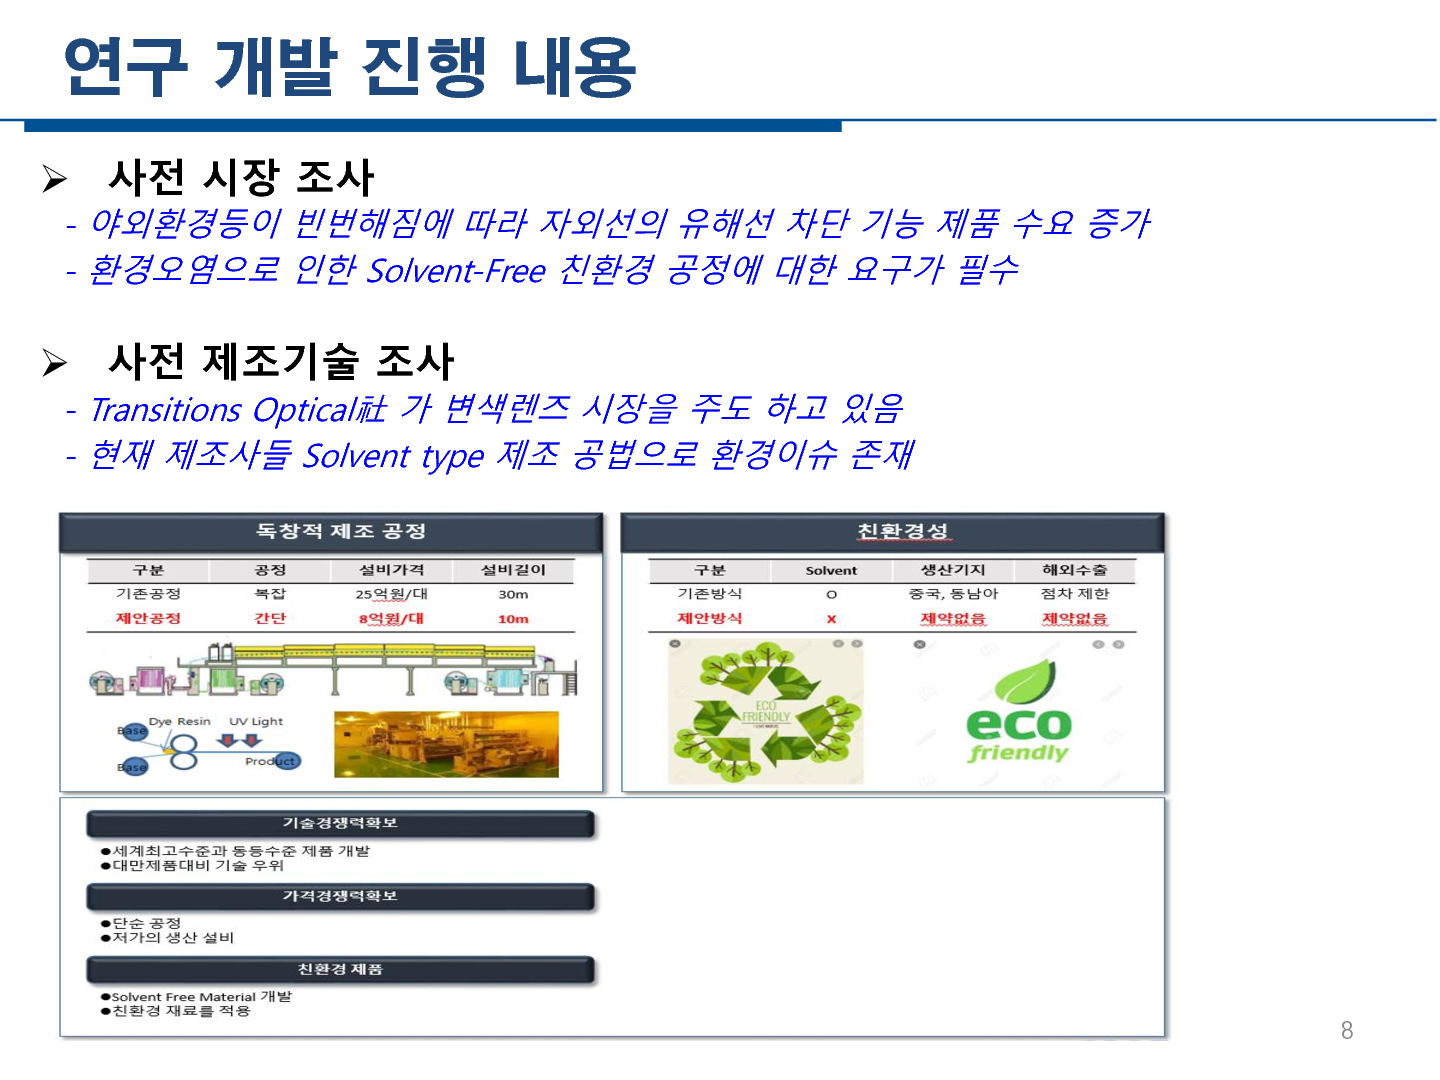 연구 개발 진행 내용
➢ 사전 시장 조사
- 야외환경등이 빈번해짐에 따라 자외선의 유해선 차단 기능 제품 수요 증가
- 환경오염으로 인한 Solvent-Free 친환경 공정에 대한 요구가 필수
➢ 사전 제조기술 조사
- Transitions Optical社 가 변색렌즈 시장을 주도 하고 있음
- 현재 제조사들 Solvent type 제조 공법으로 환경이슈 존재
독창적 제조 공정
구분 공정 설비가격 설비길이
기존공정 복잡 25억원/대 30m
제안공정 간단 8억원/대 10m
Dye Resin UV Light
Base
Base
Product
친환경성
구분 Solvent 생산기지 해외수출
기존방식 O 중국, 동남아 점차 제한
제안방식 X 제약없음 제약없음
ECO
FRIENDLY
eco
friendly
기술경쟁력확보
●세계최고수준과 동등수준 제품 개발
●대만제품대비 기술 우위
가격경쟁력확보
●단순 공정
●저가의 생산 설비
친환경 제품
●Solvent Free Material 개발
●친환경 재료를 적용
8